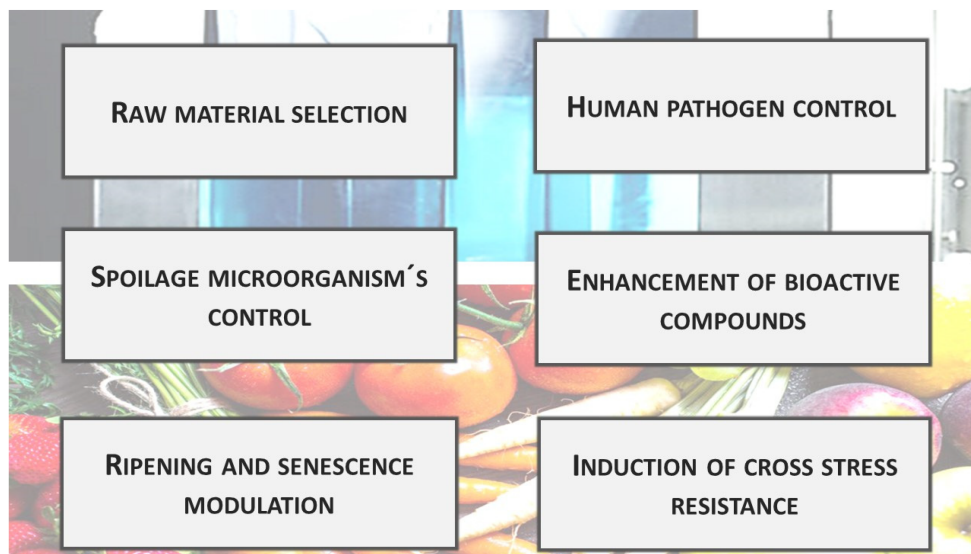 RAW MATERIAL SELECTION
HUMAN PATHOGEN CONTROL
SPOILAGE MICROORGANISM´S
CONTROL
ENHANCEMENT OF BIOACTIVE
COMPOUNDS
RIPENING AND SENESCENCE
MODULATION
INDUCTION OF CROSS STRESS
RESISTANCE